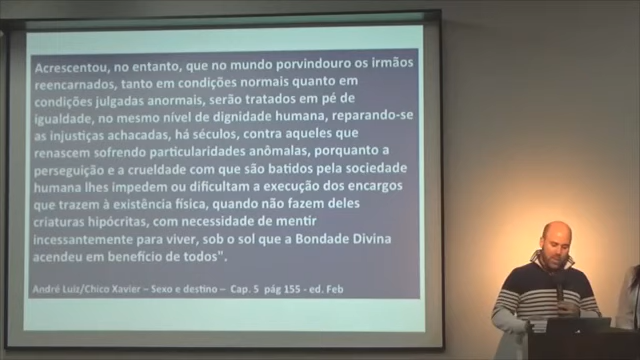 Acrescentou, no entanto, que no mundo porvindouro os irmãos
reencarnados, tanto em condições normais quanto em
condições julgadas anormais, serão tratados em pé de
igualdade, no mesmo nível de dignidade humana, reparando-se
as injustiças achacadas, há séculos, contra aqueles que
renascem sofrendo particularidades anômalas, porquanto a
perseguição e a crueldade com que são batidos pela sociedade
humana lhes impedem ou dificultam a execução dos encargos
que trazem à existência física, quando não fazem deles
criaturas hipócritas, com necessidade de mentir
incessantemente para viver, sob o sol que a Bondade Divina
acendeu em benefício de todos".
André Luiz/Chico Xavier – Sexo e destino – Cap. 5 pág 155 - ed. Feb